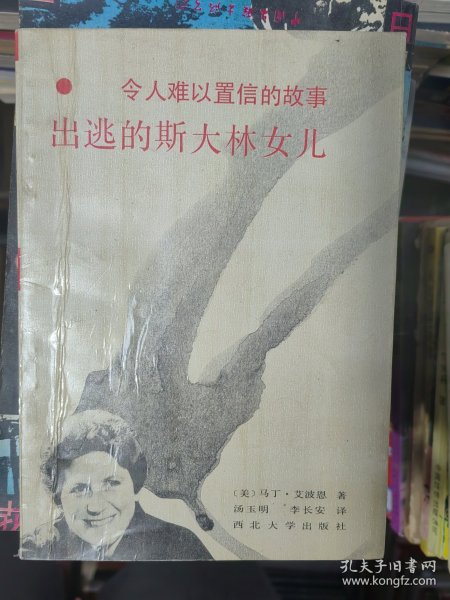 令人难以置信的故事
出逃的斯大林女儿
(美)马丁·艾波恩 著
汤玉明 李长安 译
西北大学出版社
孔夫子旧书网
www.kongfz.com